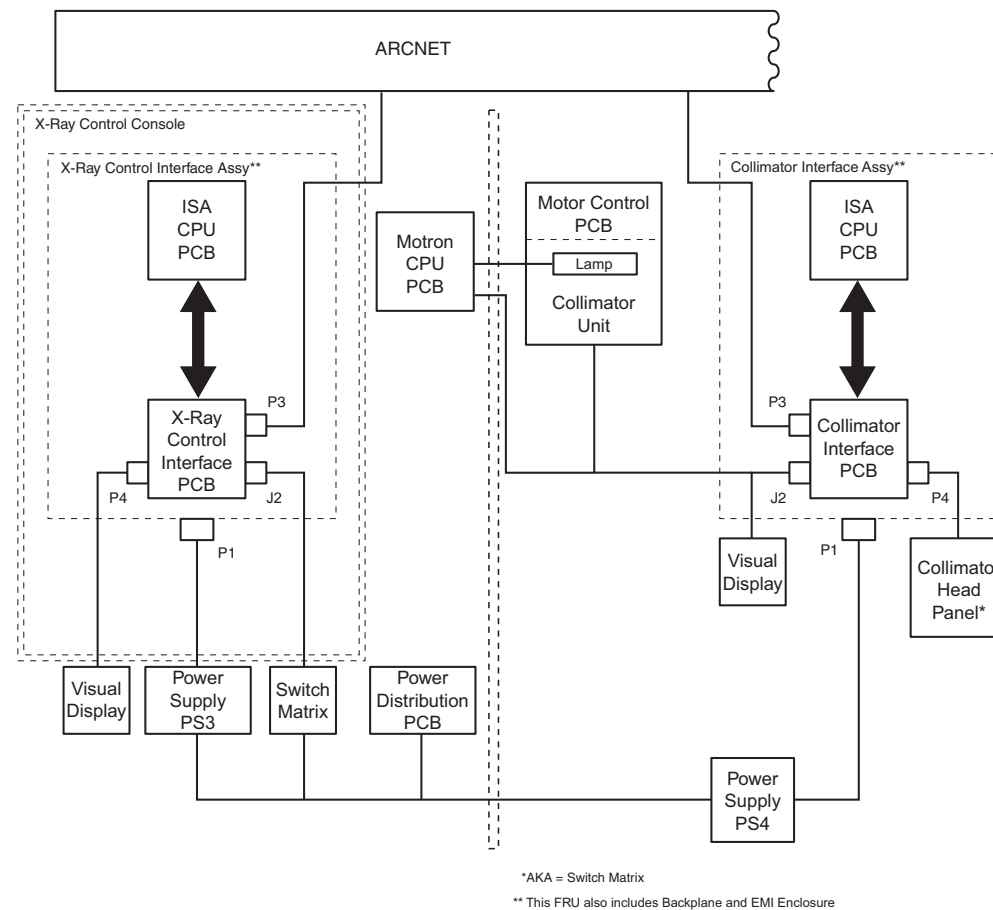 ARCNET
X-Ray Control Console
X-Ray Control Interface Assy**
ISA
CPU
PCB
P3
X-Ray
Control
Interface
PCB
P4
J2
P1
Visual
Display
Power
Supply
PS3
Switch
Matrix
Power
Distribution
PCB
Motron
CPU
PCB
Motor Control
PCB
Lamp
Collimator
Unit
Collimator Interface Assy**
ISA
CPU
PCB
P3
Collimator
Interface
PCB
J2
P4
P1
Visual
Display
Collimato
Head
Panel*
Power
Supply
PS4
*AKA = Switch Matrix
** This FRU also includes Backplane and EMI Enclosure